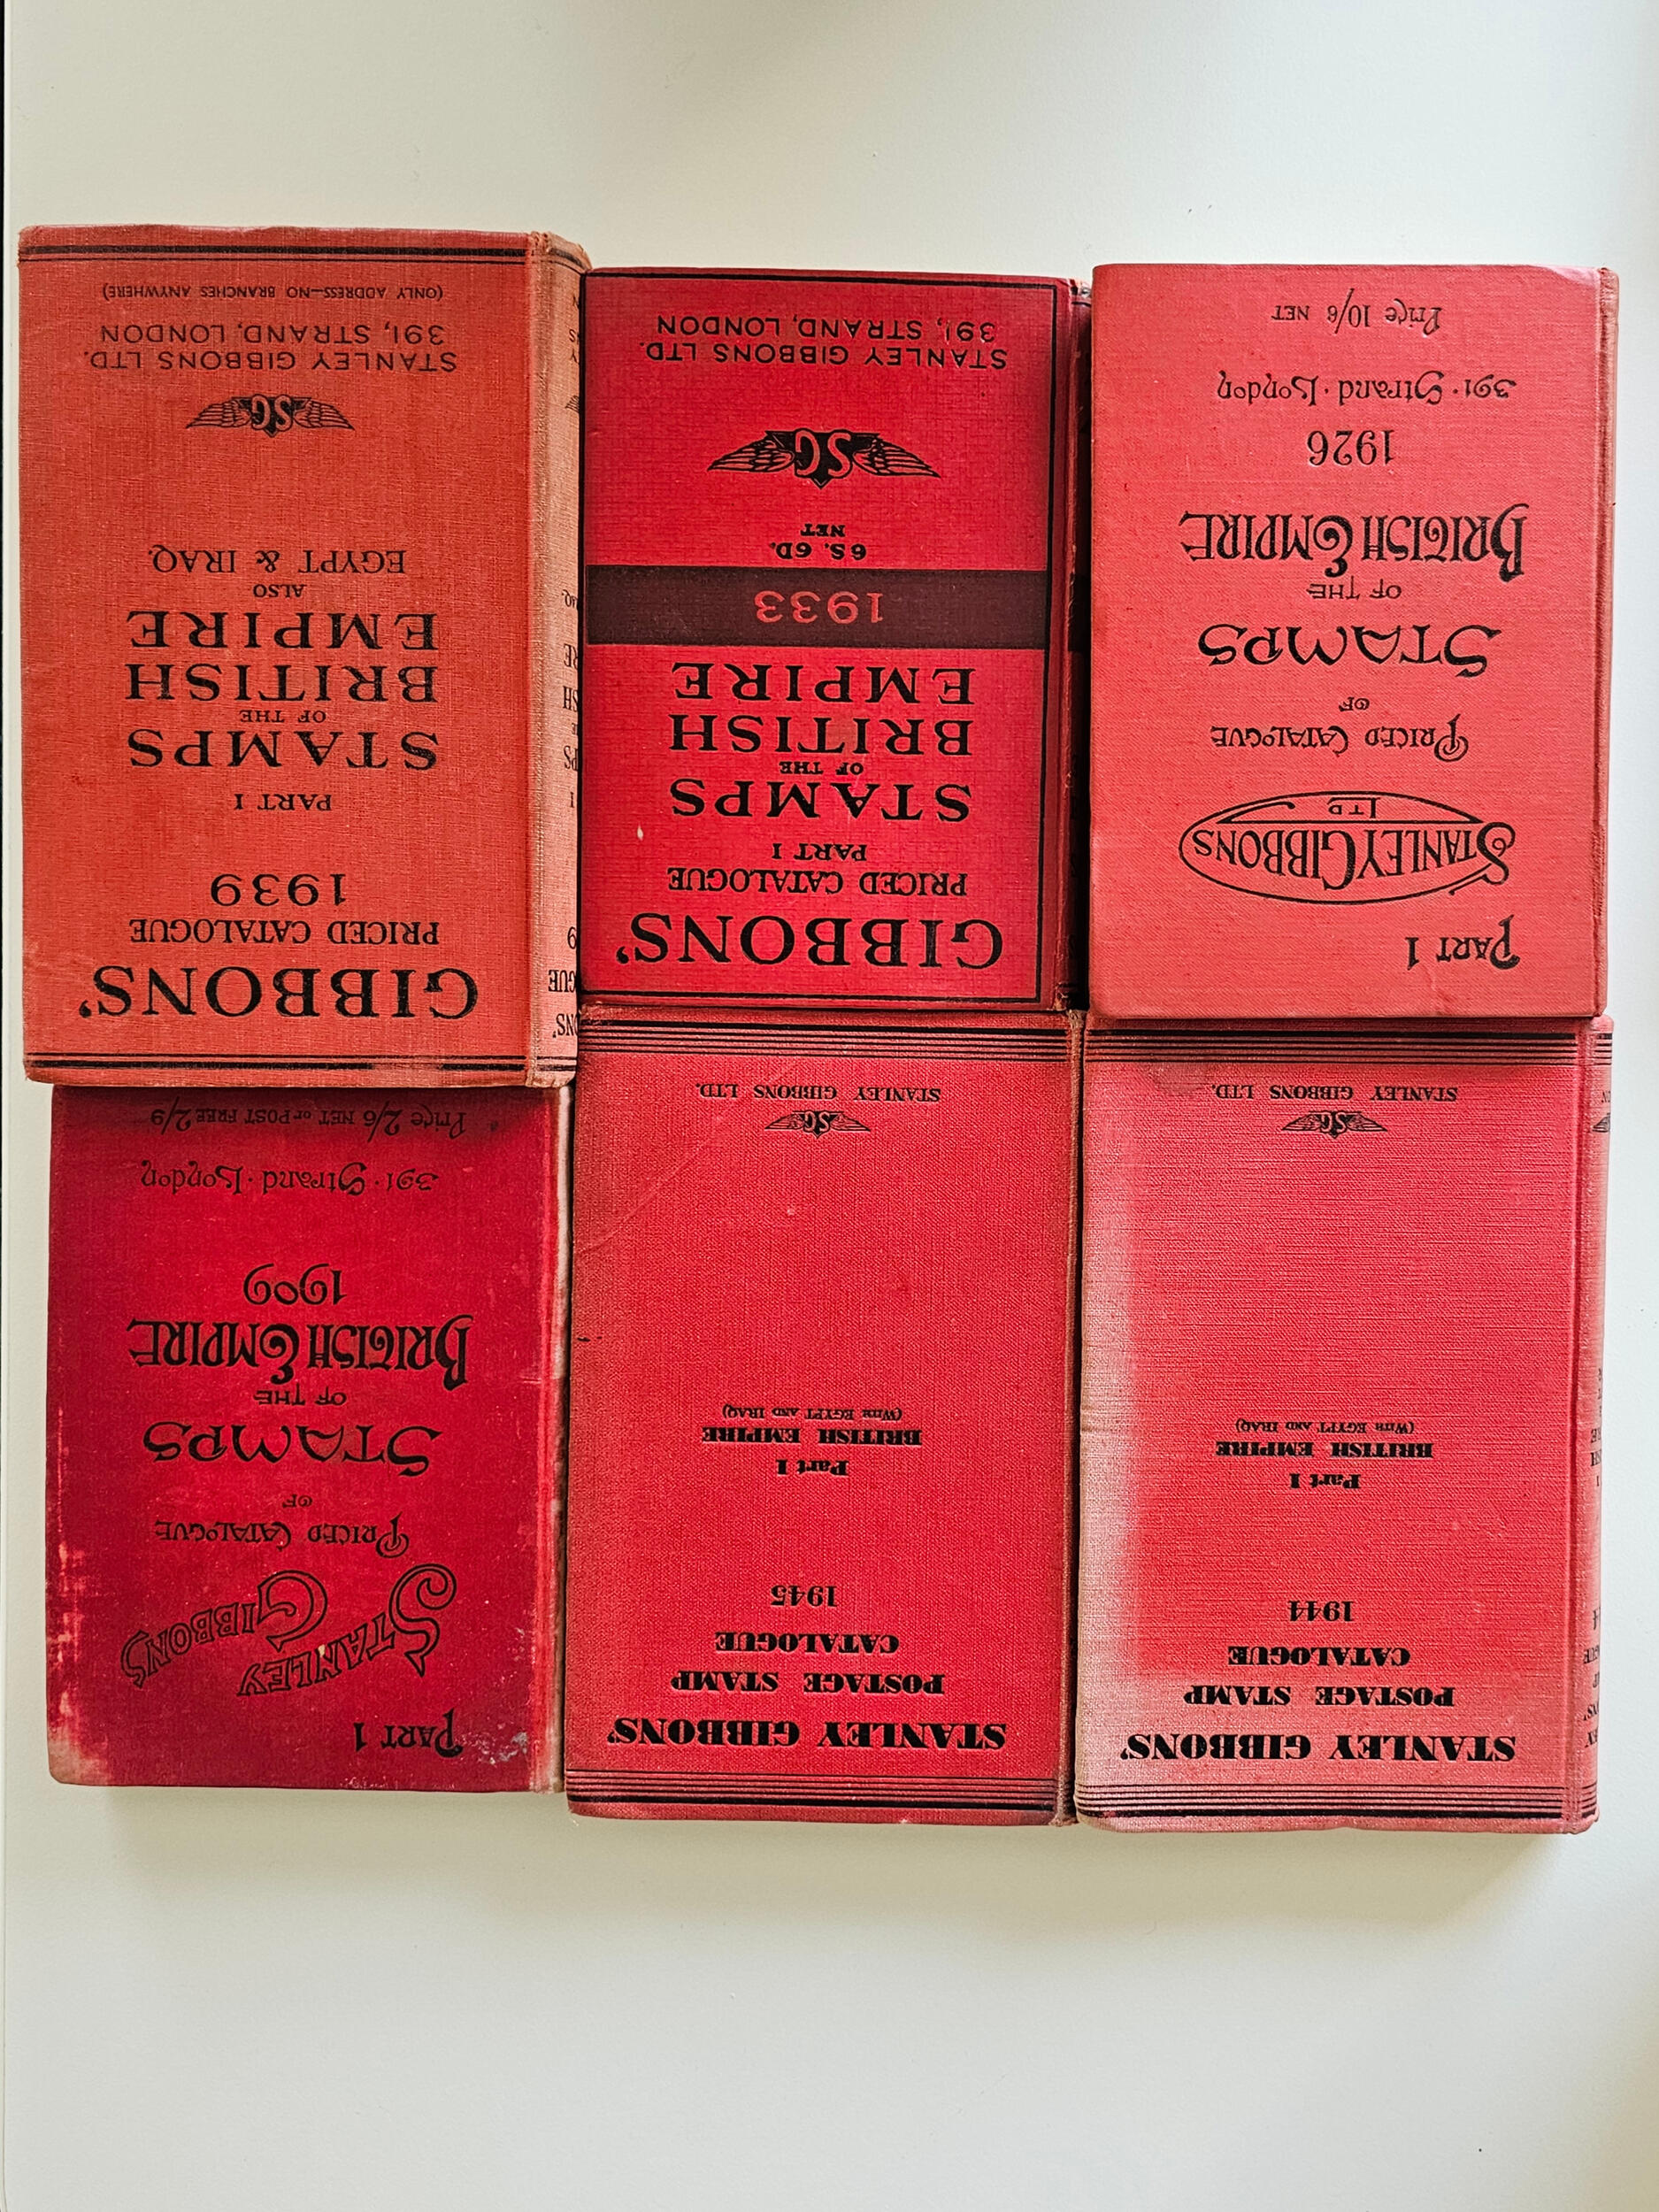 STANLEY GIBBONS'
POSTAGE STAMP
CATALOGUE
1944
Part 1
BRITISH EMPIRE
(WITH EGYPT AND IRAQ)
SG
STANLEY GIBBONS LTD.
STANLEY GIBBONS'
POSTAGE STAMP
CATALOGUE
1945
Part 1
BRITISH EMPIRE
(WITH EGYPT AND IRAQ)
SG
STANLEY GIBBONS LTD.
PART 1
STANLEY
GIBBONS
PRICED CATALOGUE
OF
STAMPS
OF THE
BRITISH EMPIRE
1909
391 · Strand · London
Price 2/6 NET or POST FREE 2/9
PART 1
STANLEY GIBBONS
LTD
PRICED CATALOGUE
OF
STAMPS
OF THE
BRITISH EMPIRE
1926
391 · Strand · London
Price 10/6 NET
GIBBONS'
PRICED CATALOGUE
PART I
STAMPS
OF THE
BRITISH
EMPIRE
1933
6S. 6D.
NET
SG
STANLEY GIBBONS LTD.
391, STRAND, LONDON
GIBBONS'
PRICED CATALOGUE
1939
PART I
STAMPS
OF THE
BRITISH
EMPIRE
ALSO
EGYPT & IRAQ.
SG
STANLEY GIBBONS LTD.
391, STRAND, LONDON
(ONLY ADDRESS—NO BRANCHES ANYWHERE)